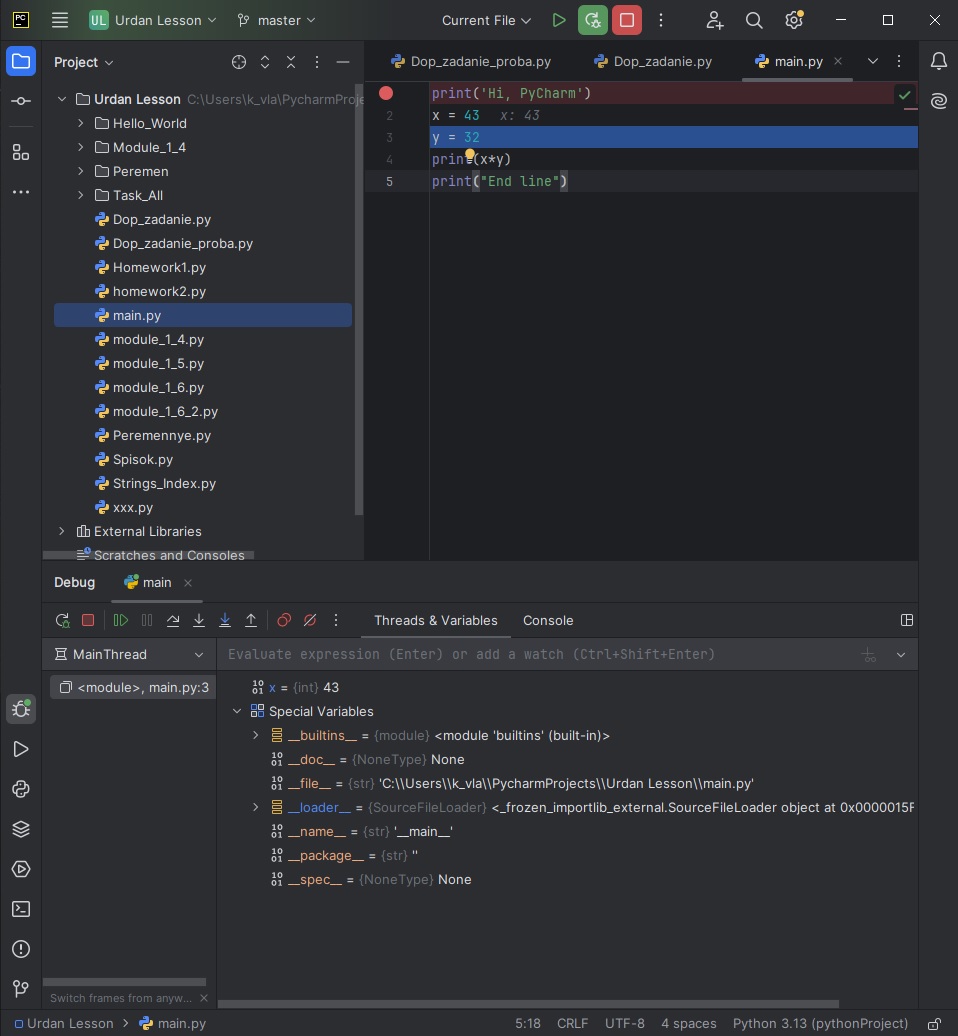 PC
UL Urdan Lesson master Current File
Project
Dop_zadanie_proba.py Dop_zadanie.py main.py
Urdan Lesson C:\Users\k_vla\PycharmProje
Hello_World
Module_1_4
Peremen
Task_All
Dop_zadanie.py
Dop_zadanie_proba.py
Homework1.py
homework2.py
main.py
module_1_4.py
module_1_5.py
module_1_6.py
module_1_6_2.py
Peremennye.py
Spisok.py
Strings_Index.py
xxx.py
External Libraries
Scratches and Consoles
print('Hi, PyCharm')
2 x = 43 x: 43
3 y = 32
4 print(x*y)
5 print("End line")
Debug main
Threads & Variables Console
MainThread
Evaluate expression (Enter) or add a watch (Ctrl+Shift+Enter)
<module>, main.py:3
x = {int} 43
Special Variables
__builtins__ = {module} <module 'builtins' (built-in)>
__doc__ = {NoneType} None
__file__ = {str} 'C:\\Users\\k_vla\\PycharmProjects\\Urdan Lesson\\main.py'
__loader__ = {SourceFileLoader} <_frozen_importlib_external.SourceFileLoader object at 0x0000015F
__name__ = {str} '__main__'
__package__ = {str} ''
__spec__ = {NoneType} None
Switch frames from anyw...
Urdan Lesson > main.py
5:18 CRLF UTF-8 4 spaces Python 3.13 (pythonProject)